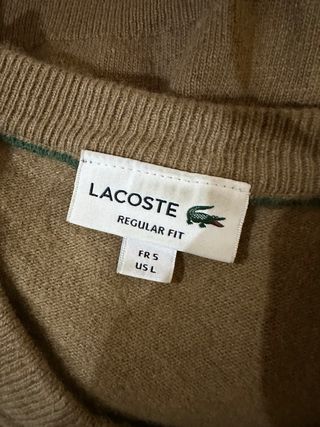 LACOSTE
REGULAR FIT
FR 5
US L